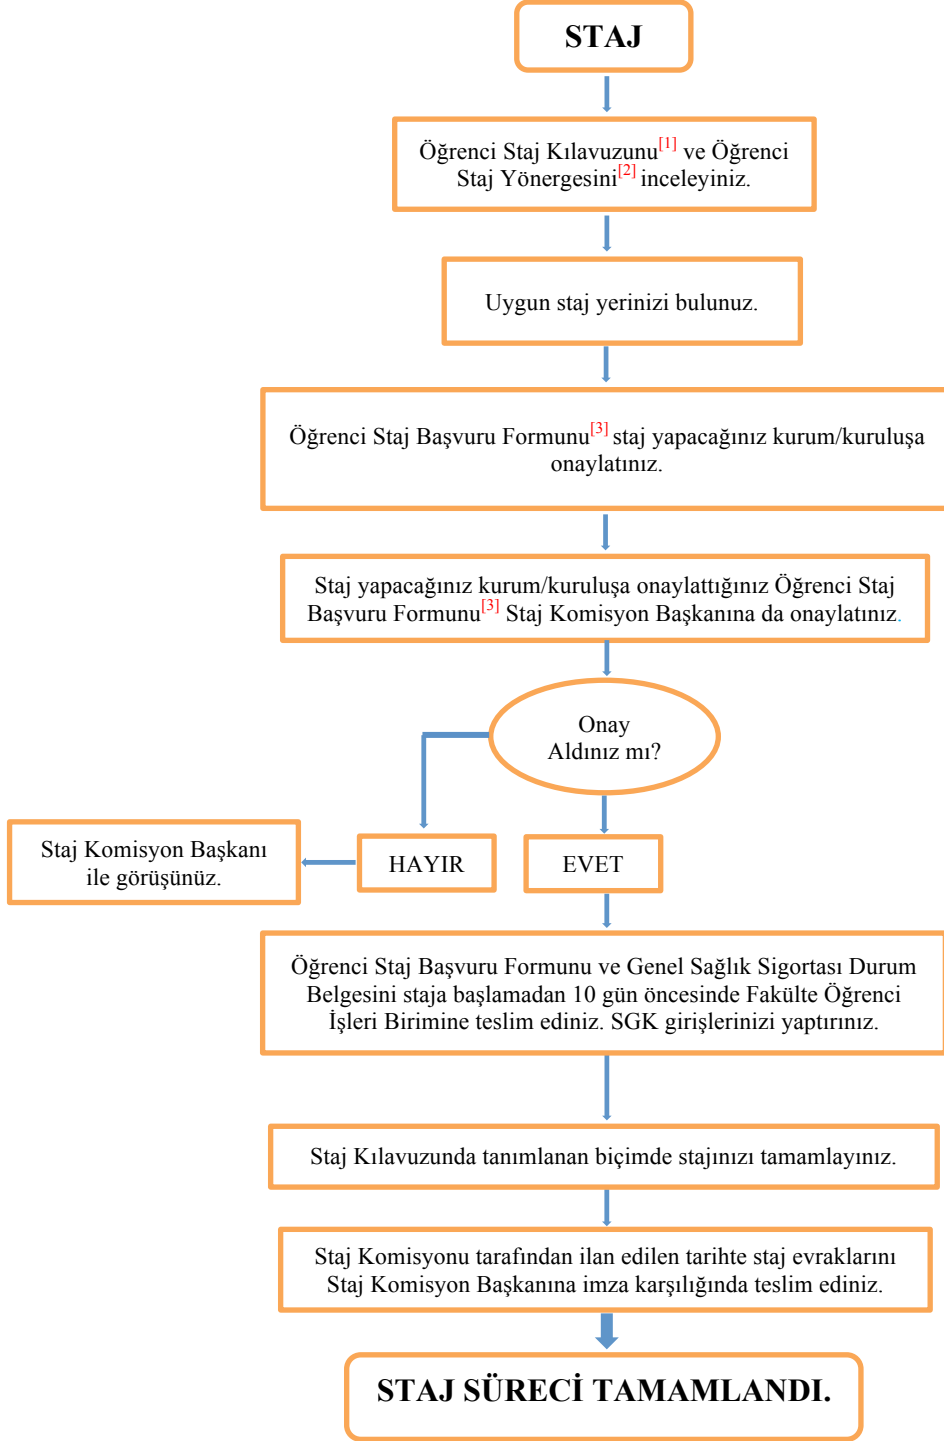 STAJ
Öğrenci Staj Kılavuzunu[1] ve Öğrenci
Staj Yönergesini[2] inceleyiniz.
Uygun staj yerinizi bulunuz.
Öğrenci Staj Başvuru Formunu[3] staj yapacağınız kurum/kuruluşa
onaylatınız.
Staj yapacağınız kurum/kuruluşa onaylattığınız Öğrenci Staj
Başvuru Formunu[3] Staj Komisyon Başkanına da onaylatınız.
Onay
Aldınız mı?
Staj Komisyon Başkanı
ile görüşünüz.
HAYIR
EVET
Öğrenci Staj Başvuru Formunu ve Genel Sağlık Sigortası Durum
Belgesini staja başlamadan 10 gün öncesinde Fakülte Öğrenci
İşleri Birimine teslim ediniz. SGK girişlerinizi yaptırınız.
Staj Kılavuzunda tanımlanan biçimde stajınızı tamamlayınız.
Staj Komisyonu tarafından ilan edilen tarihte staj evraklarını
Staj Komisyon Başkanına imza karşılığında teslim ediniz.
STAJ SÜRECİ TAMAMLANDI.